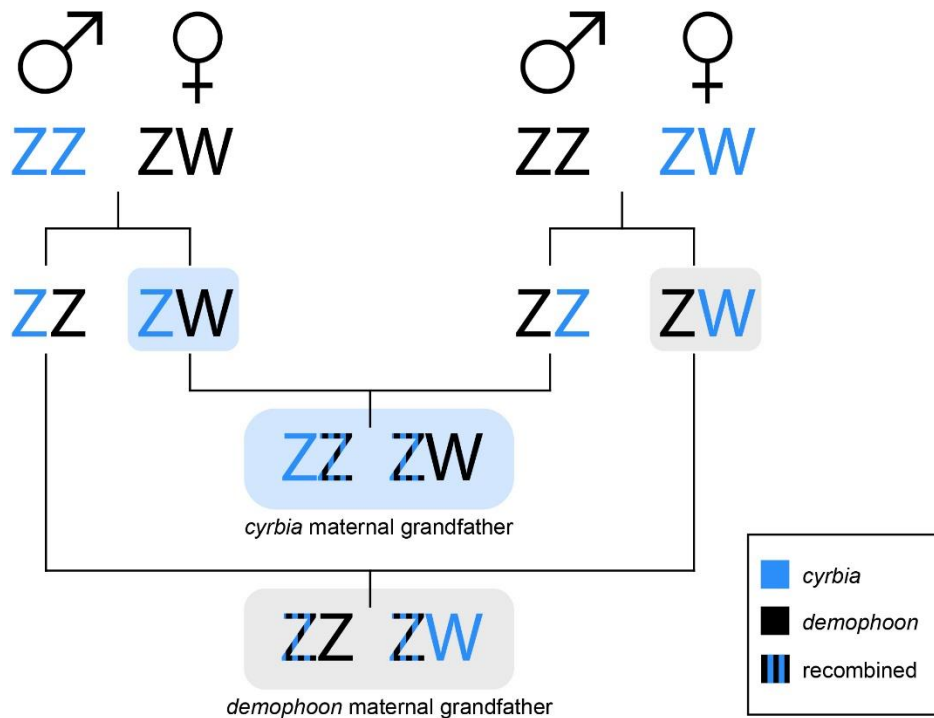 ♂ ♀ ♂ ♀
ZZ ZW ZZ ZW
ZZ ZW ZZ ZW
ZZ ZW
cyrbia maternal grandfather
ZZ ZW
demophoon maternal grandfather
cyrbia
demophoon
recombined